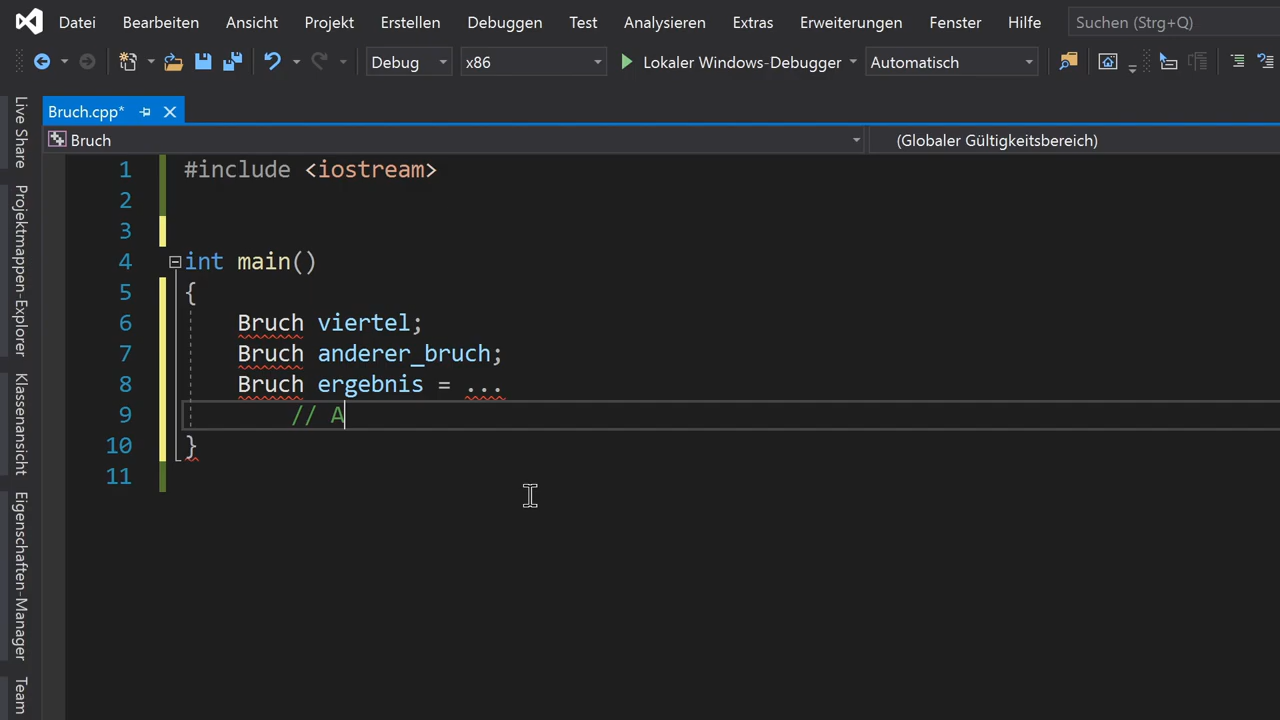 Datei Bearbeiten Ansicht Projekt Erstellen Debuggen Test Analysieren Extras Erweiterungen Fenster Hilfe Suchen (Strg+Q)
Debug x86 Lokaler Windows-Debugger Automatisch
Live Share
Projektmappen-Explorer
Klassenansicht
Eigenschaften-Manager
Team
Bruch.cpp*
Bruch (Globaler Gültigkeitsbereich)
1 #include <iostream>
2
3
4 int main()
5 {
6 Bruch viertel;
7 Bruch anderer_bruch;
8 Bruch ergebnis = ...
9 // A
10 }
11